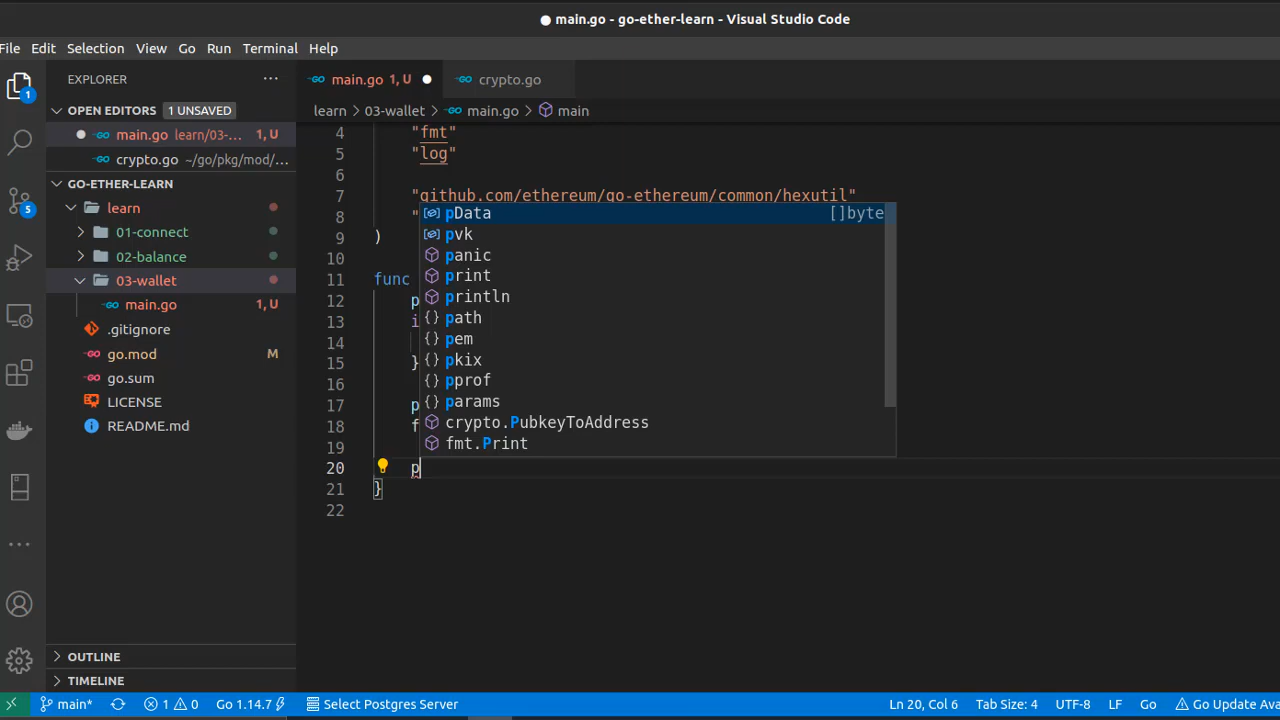 main.go - go-ether-learn - Visual Studio Code
File Edit Selection View Go Run Terminal Help
EXPLORER
main.go 1, U
crypto.go
OPEN EDITORS 1 UNSAVED
learn > 03-wallet > main.go > main
main.go learn/03-... 1, U
crypto.go ~/go/pkg/mod/...
GO-ETHER-LEARN
learn
01-connect
02-balance
03-wallet
main.go 1, U
.gitignore
go.mod M
go.sum
LICENSE
README.md
OUTLINE
TIMELINE
1
5
4 "fmt"
5 "log"
6
7 "github.com/ethereum/go-ethereum/common/hexutil"
8 "
9 )
10
11 func
12 p
13 i
14
15 }
16
17 p
18 f
19
20 p
21 }
22
pData []byte
pvk
panic
print
println
path
pem
pkix
pprof
params
crypto.PubkeyToAddress
fmt.Print
main* 1 0 Go 1.14.7 Select Postgres Server Ln 20, Col 6 Tab Size: 4 UTF-8 LF Go Go Update Ava